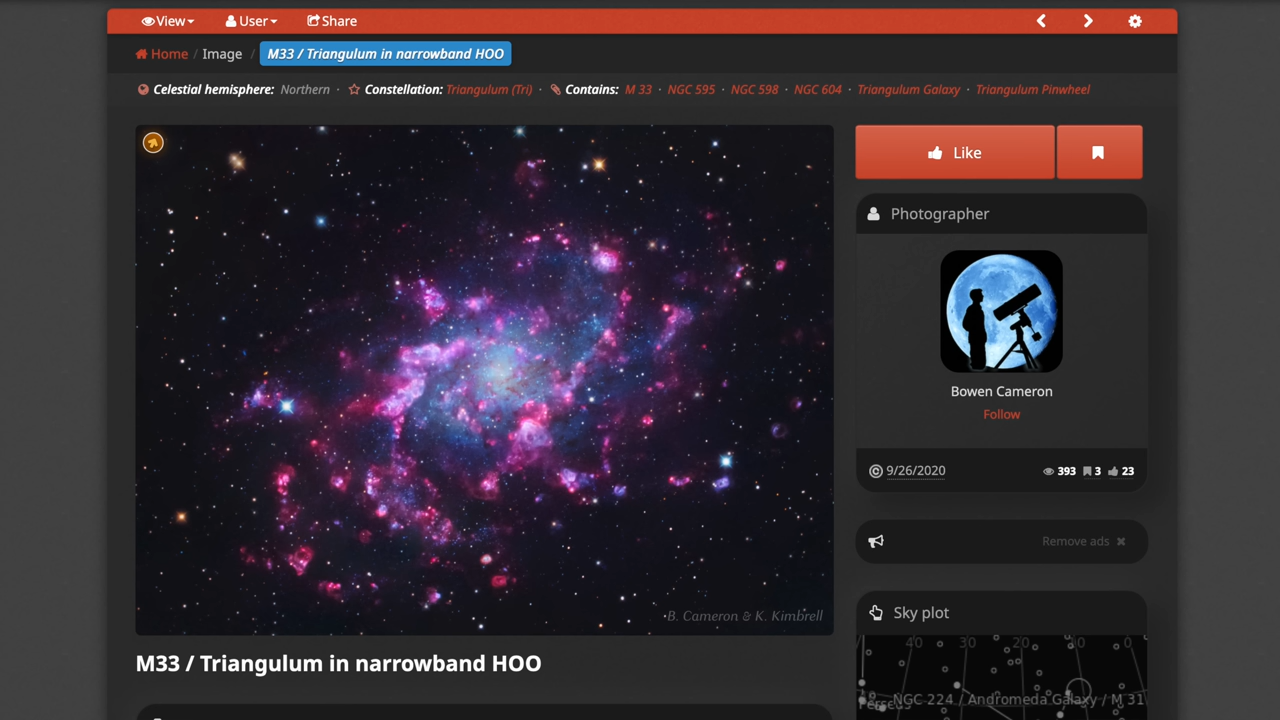 View User Share
Home / Image / M33 / Triangulum in narrowband HOO
Celestial hemisphere: Northern · Constellation: Triangulum (Tri) · Contains: M 33 · NGC 595 · NGC 598 · NGC 604 · Triangulum Galaxy · Triangulum Pinwheel
Like
Photographer
Bowen Cameron
Follow
© 9/26/2020 393 3 23
Remove ads ✖
Sky plot
40 30 20 10 0
NGC 224 / Andromeda Galaxy / M 31
Perseus
B. Cameron & K. Kimbrell
M33 / Triangulum in narrowband HOO